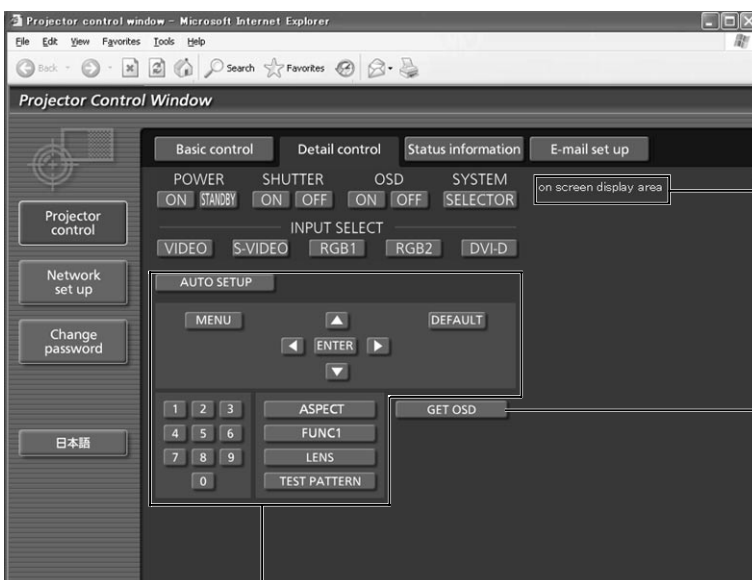 Projector control window - Microsoft Internet Explorer
File Edit View Favorites Tools Help
Back Search Favorites
Projector Control Window
Basic control Detail control Status information E-mail set up
POWER SHUTTER OSD SYSTEM
ON STANDBY ON OFF ON OFF SELECTOR
on screen display area
INPUT SELECT
VIDEO S-VIDEO RGB1 RGB2 DVI-D
Projector control
Network set up
Change password
日本語
AUTO SETUP
MENU DEFAULT
ENTER
1 2 3 ASPECT GET OSD
4 5 6 FUNC1
7 8 9 LENS
0 TEST PATTERN